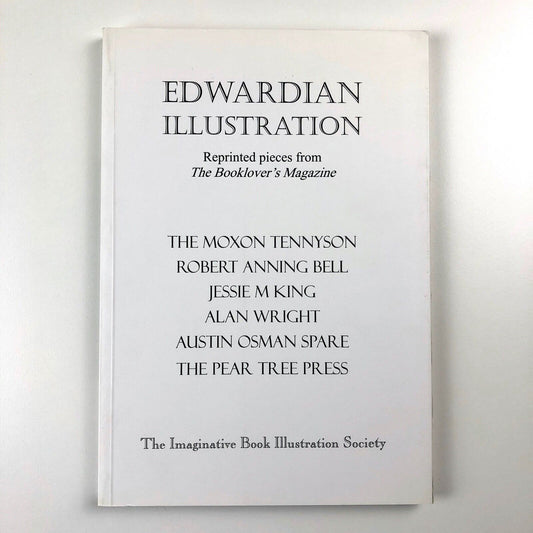 EDWARDIAN
ILLUSTRATION
Reprinted pieces from
The Booklover's Magazine
THE MOXON TENNYSON
ROBERT ANNING BELL
JESSIE M KING
ALAN WRIGHT
AUSTIN OSMAN SPARE
THE PEAR TREE PRESS
The Imaginative Book Illustration Society